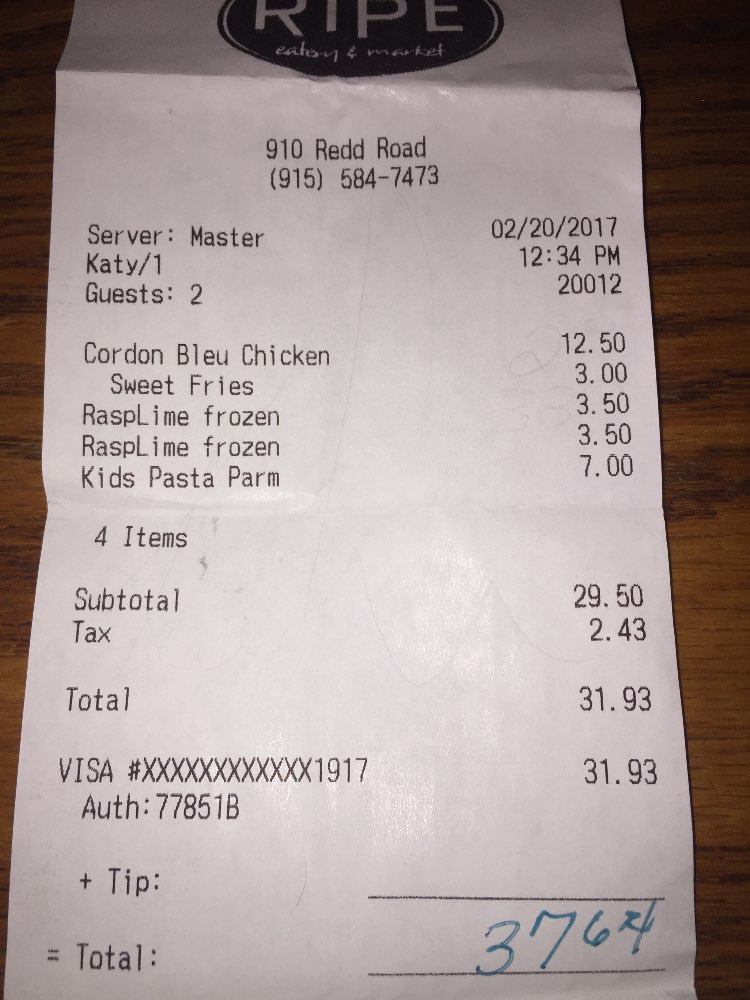 RIPE
eatery & market
910 Redd Road
(915) 584-7473
Server: Master 02/20/2017
Katy/1 12:34 PM
Guests: 2 20012
Cordon Bleu Chicken 12.50
Sweet Fries 3.00
RaspLime frozen 3.50
RaspLime frozen 3.50
Kids Pasta Parm 7.00
4 Items
Subtotal 29.50
Tax 2.43
Total 31.93
VISA #XXXXXXXXXXXX1917 31.93
Auth:77851B
+ Tip:
= Total: 3764